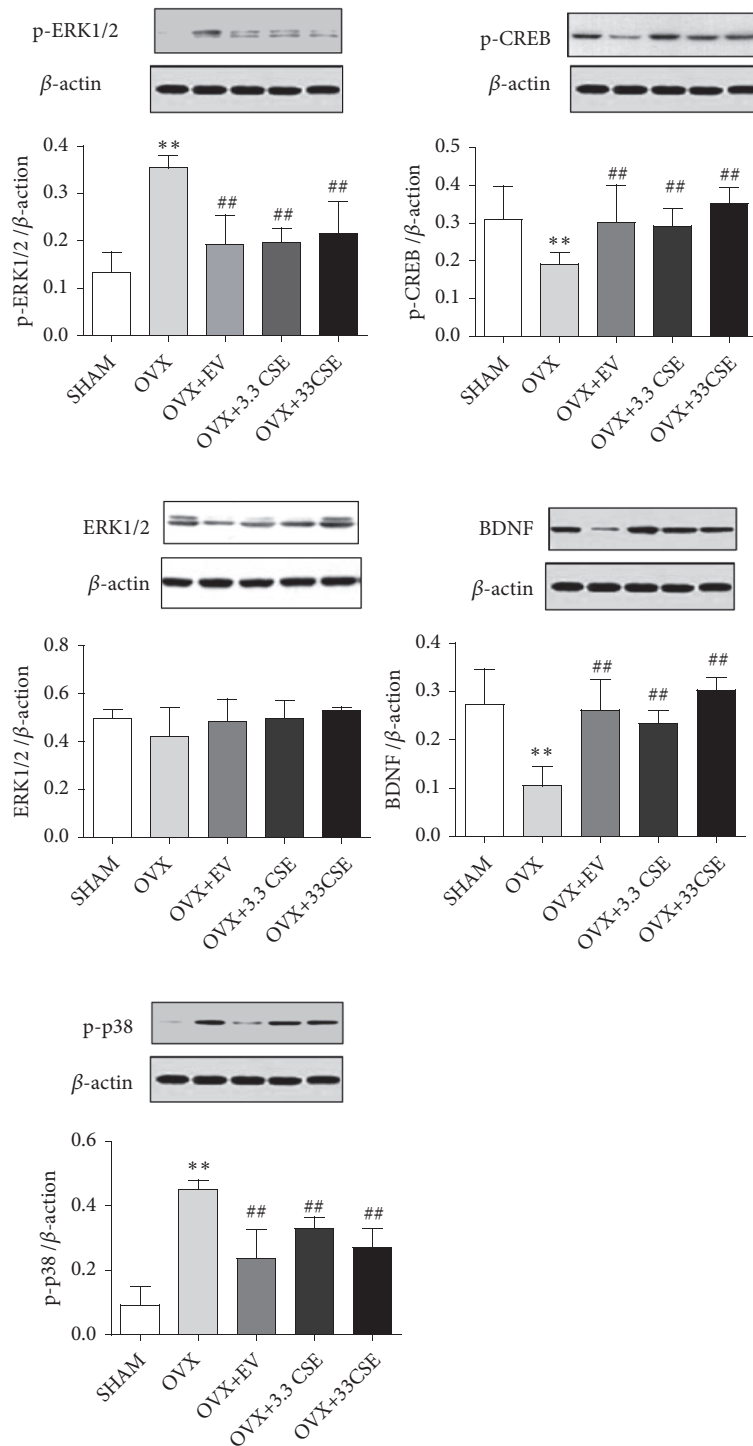 p-ERK1/2
β-actin
p-ERK1/2 /β-action
0.4
0.3
0.2
0.1
0.0
**
##
##
##
SHAM
OVX
OVX+EV
OVX+3.3 CSE
OVX+33CSE
p-CREB
β-actin
p-CREB /β-action
0.5
0.4
0.3
0.2
0.1
0.0
**
##
##
##
SHAM
OVX
OVX+EV
OVX+3.3 CSE
OVX+33CSE
ERK1/2
β-actin
ERK1/2 /β-action
0.8
0.6
0.4
0.2
0.0
SHAM
OVX
OVX+EV
OVX+3.3 CSE
OVX+33CSE
BDNF
β-actin
BDNF /β-action
0.4
0.3
0.2
0.1
0.0
**
##
##
##
SHAM
OVX
OVX+EV
OVX+3.3 CSE
OVX+33CSE
p-p38
β-actin
p-p38 /β-action
0.6
0.4
0.2
0.0
**
##
##
##
SHAM
OVX
OVX+EV
OVX+3.3 CSE
OVX+33CSE